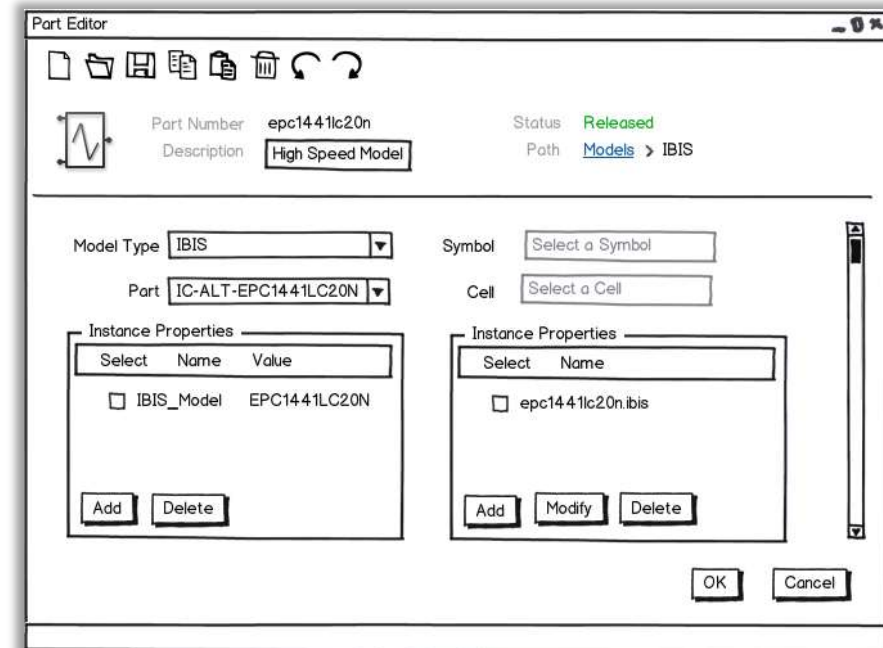 Part Editor
Part Number epc1441lc20n Status Released
Description High Speed Model Path Models > IBIS
Model Type IBIS Symbol Select a Symbol
Part IC-ALT-EPC1441LC20N Cell Select a Cell
Instance Properties
Select Name Value
IBIS_Model EPC1441LC20N
Add Delete
Instance Properties
Select Name
epc1441lc20n.ibis
Add Modify Delete
OK Cancel